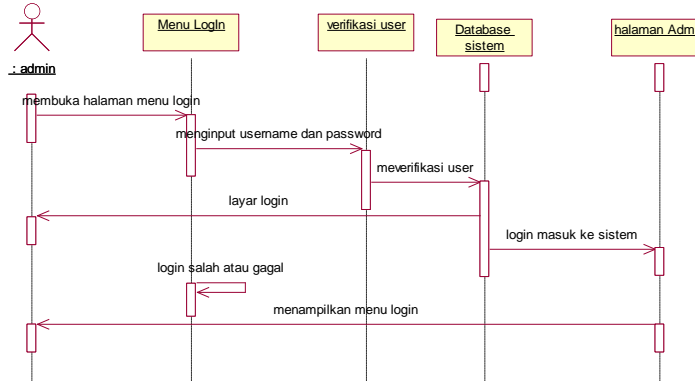 Menu LogIn
verifikasi user
Database
sistem
halaman Adm
: admin
membuka halaman menu login
menginput username dan password
meverifikasi user
layar login
login masuk ke sistem
login salah atau gagal
menampilkan menu login